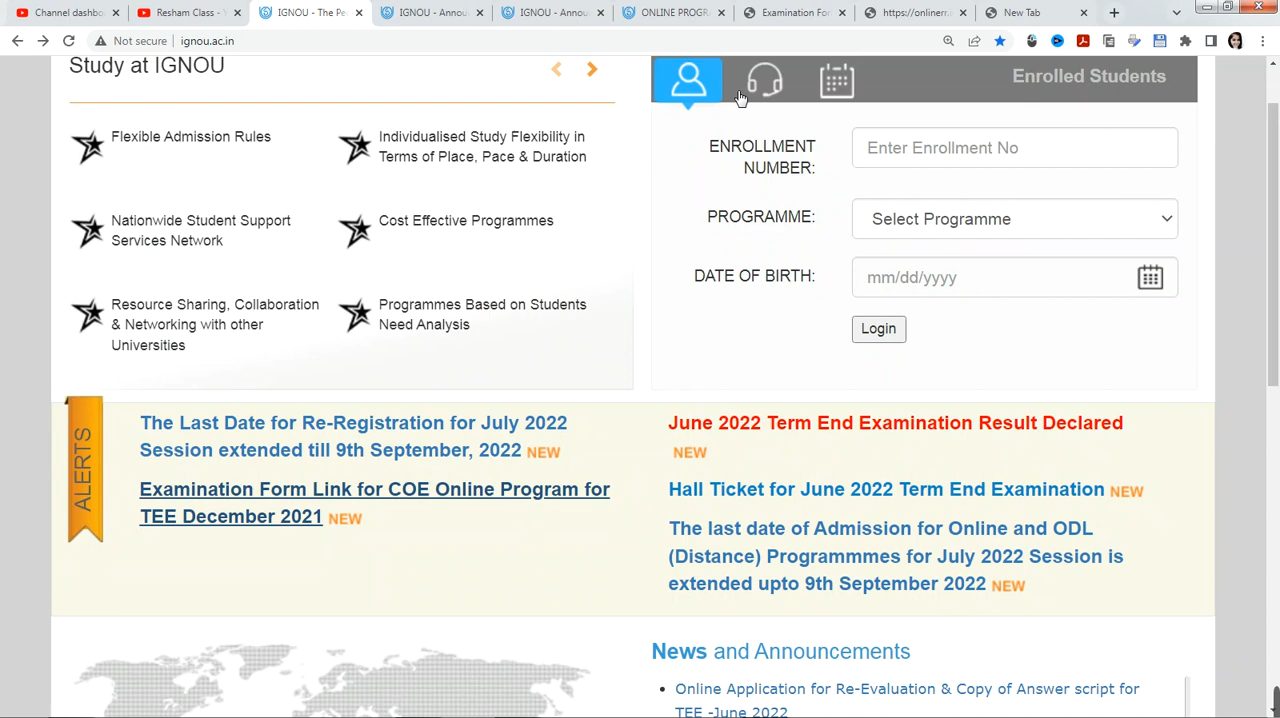 Channel dashbo
Resham Class - Y
IGNOU - The Pe
IGNOU - Annou
IGNOU - Annou
ONLINE PROGR
Examination For
https://onlinerr
New Tab
Not secure
ignou.ac.in
Study at IGNOU
Flexible Admission Rules
Individualised Study Flexibility in
Terms of Place, Pace & Duration
Nationwide Student Support
Services Network
Cost Effective Programmes
Resource Sharing, Collaboration
& Networking with other
Universities
Programmes Based on Students
Need Analysis
Enrolled Students
ENROLLMENT
NUMBER:
Enter Enrollment No
PROGRAMME:
Select Programme
DATE OF BIRTH:
mm/dd/yyyy
Login
ALERTS
The Last Date for Re-Registration for July 2022
Session extended till 9th September, 2022 NEW
Examination Form Link for COE Online Program for
TEE December 2021 NEW
June 2022 Term End Examination Result Declared
NEW
Hall Ticket for June 2022 Term End Examination NEW
The last date of Admission for Online and ODL
(Distance) Programmmes for July 2022 Session is
extended upto 9th September 2022 NEW
News and Announcements
Online Application for Re-Evaluation & Copy of Answer script for
TEE -June 2022